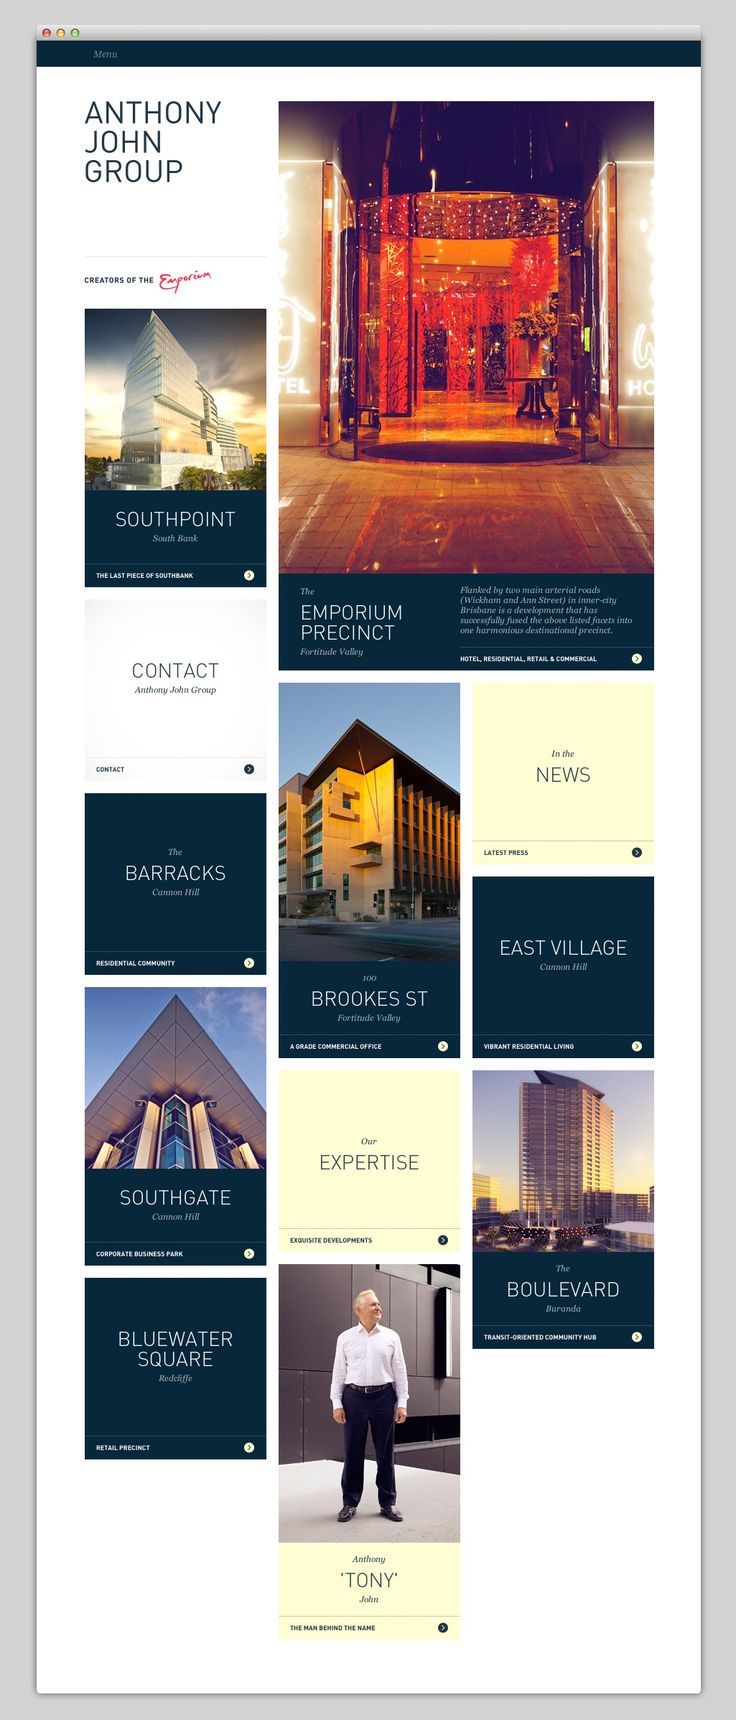 Menu
ANTHONY
JOHN
GROUP
CREATORS OF THE Emporium
SOUTHPOINT
South Bank
THE LAST PIECE OF SOUTHBANK
CONTACT
Anthony John Group
CONTACT
The
BARRACKS
Cannon Hill
RESIDENTIAL COMMUNITY
SOUTHGATE
Cannon Hill
CORPORATE BUSINESS PARK
BLUEWATER
SQUARE
Redcliffe
RETAIL PRECINCT
TEL
HO
Emporium
HOTEL
The
EMPORIUM
PRECINCT
Fortitude Valley
Flanked by two main arterial roads
(Wickham and Ann Street) in inner-city
Brisbane is a development that has
successfully fused the above listed facets into
one harmonious destinational precinct.
HOTEL, RESIDENTIAL, RETAIL & COMMERCIAL
100
100
BROOKES ST
Fortitude Valley
A GRADE COMMERCIAL OFFICE
Our
EXPERTISE
EXQUISITE DEVELOPMENTS
Anthony
'TONY'
John
THE MAN BEHIND THE NAME
In the
NEWS
LATEST PRESS
EAST VILLAGE
Cannon Hill
VIBRANT RESIDENTIAL LIVING
The
BOULEVARD
Buranda
TRANSIT-ORIENTED COMMUNITY HUB